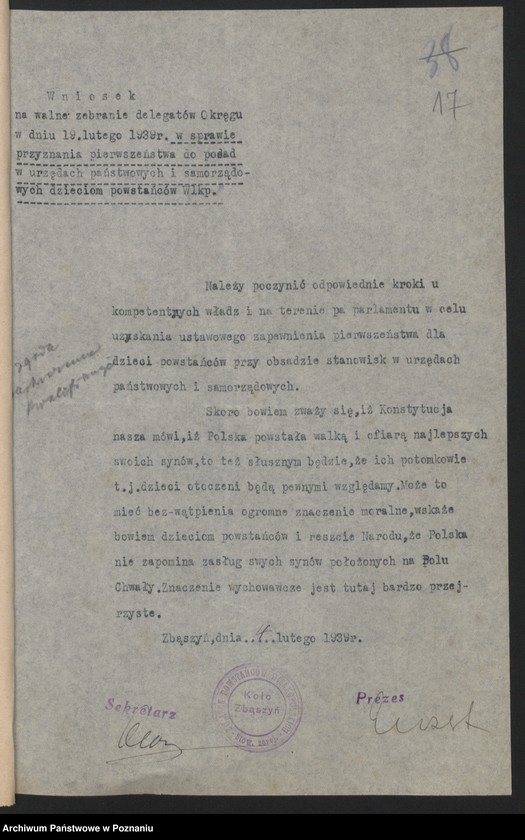 38
17
Wniosek
na walne zebranie delegatów Okręgu
w dniu 19.lutego 1939r. w sprawie
przyznania pierwszeństwa do posad
w urzędach państwowych i samorządo-
wych dzieciom powstańców Wlkp.
Należy poczynić odpowiednie kroki u
kompetentnych władz i na terenie pa parlamentu w celu
uzyskania ustawowego zapewnienia pierwszeństwa dla
dzieci powstańców przy obsadzie stanowisk w urzędach
państwowych i samorządowych.
Skoro bowiem zważy się,iż Konstytucja
nasza mówi,iż Polska powstała walką i ofiarą najlepszych
swoich synów,to też słusznym będzie,że ich potomkowie
t.j.dzieci otoczeni będą pewnymi względamy.Może to
mieć bez-wątpienia ogromne znaczenie moralne,wskaże
bowiem dzieciom powstańców i reszcie Narodu,że Polska
nie zapomina zasług swych synów położonych na Polu
Chwały.Znaczenie wychowawcze jest tutaj bardzo przej-
rzyste.
Zbąszyń,dnia.. ..lutego 1939r.
Sekretarz
Koło
Zbąszyń
Prezes
Archiwum Państwowe w Poznaniu